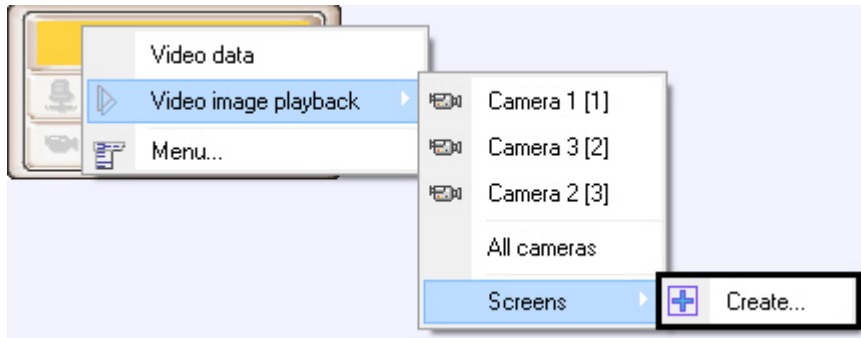 Video data
Video image playback
Menu...
Camera 1 [1]
Camera 3 [2]
Camera 2 [3]
All cameras
Screens
Create...